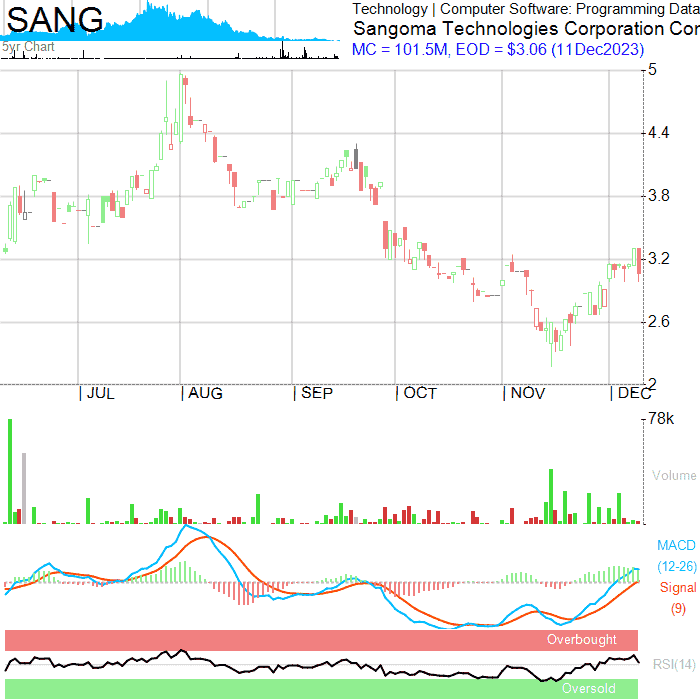 SANG
5yr Chart
Technology | Computer Software: Programming Data
Sangoma Technologies Corporation Cor
MC = 101.5M, EOD = $3.06 (11Dec2023)
5
4.4
3.8
3.2
2.6
2
| JUL | AUG | SEP | OCT | NOV | DEC
78k
Volume
MACD
(12-26)
Signal
(9)
Overbought
RSI(14)
Oversold